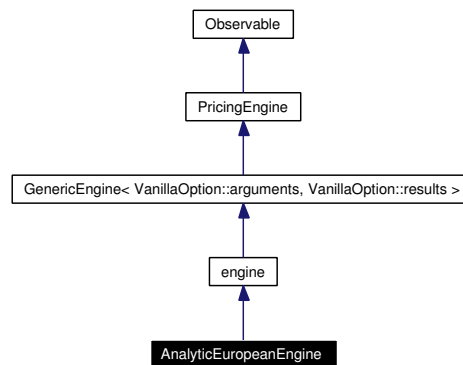 Observable
PricingEngine
GenericEngine< VanillaOption::arguments, VanillaOption::results >
engine
AnalyticEuropeanEngine